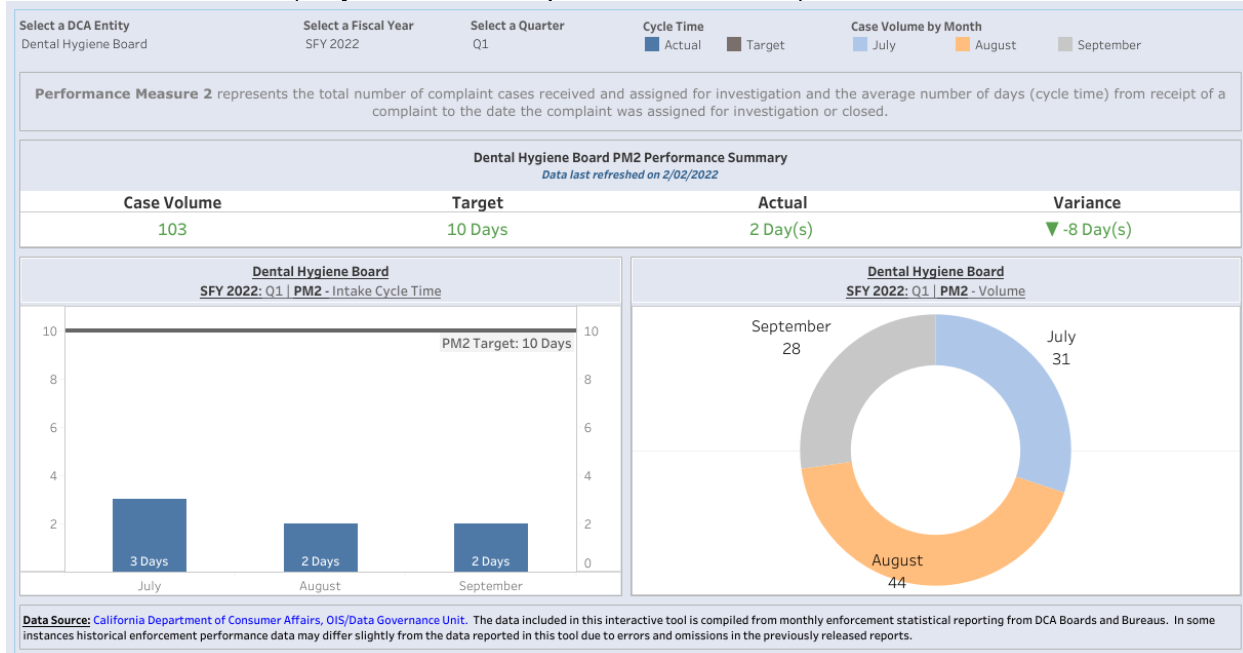 Select a DCA Entity
Dental Hygiene Board
Select a Fiscal Year
SFY 2022
Select a Quarter
Q1
Cycle Time
Actual
Target
Case Volume by Month
July
August
September
Performance Measure 2 represents the total number of complaint cases received and assigned for investigation and the average number of days (cycle time) from receipt of a
complaint to the date the complaint was assigned for investigation or closed.
Dental Hygiene Board PM2 Performance Summary
Data last refreshed on 2/02/2022
Case Volume Target Actual Variance
103 10 Days 2 Day(s) ▼ -8 Day(s)
Dental Hygiene Board
SFY 2022: Q1 | PM2 - Intake Cycle Time
10
8
6
4
2
PM2 Target: 10 Days
10
8
6
4
2
0
3 Days
2 Days
2 Days
July
August
September
Dental Hygiene Board
SFY 2022: Q1 | PM2 - Volume
September
28
July
31
August
44
Data Source: California Department of Consumer Affairs, OIS/Data Governance Unit. The data included in this interactive tool is compiled from monthly enforcement statistical reporting from DCA Boards and Bureaus. In some
instances historical enforcement performance data may differ slightly from the data reported in this tool due to errors and omissions in the previously released reports.